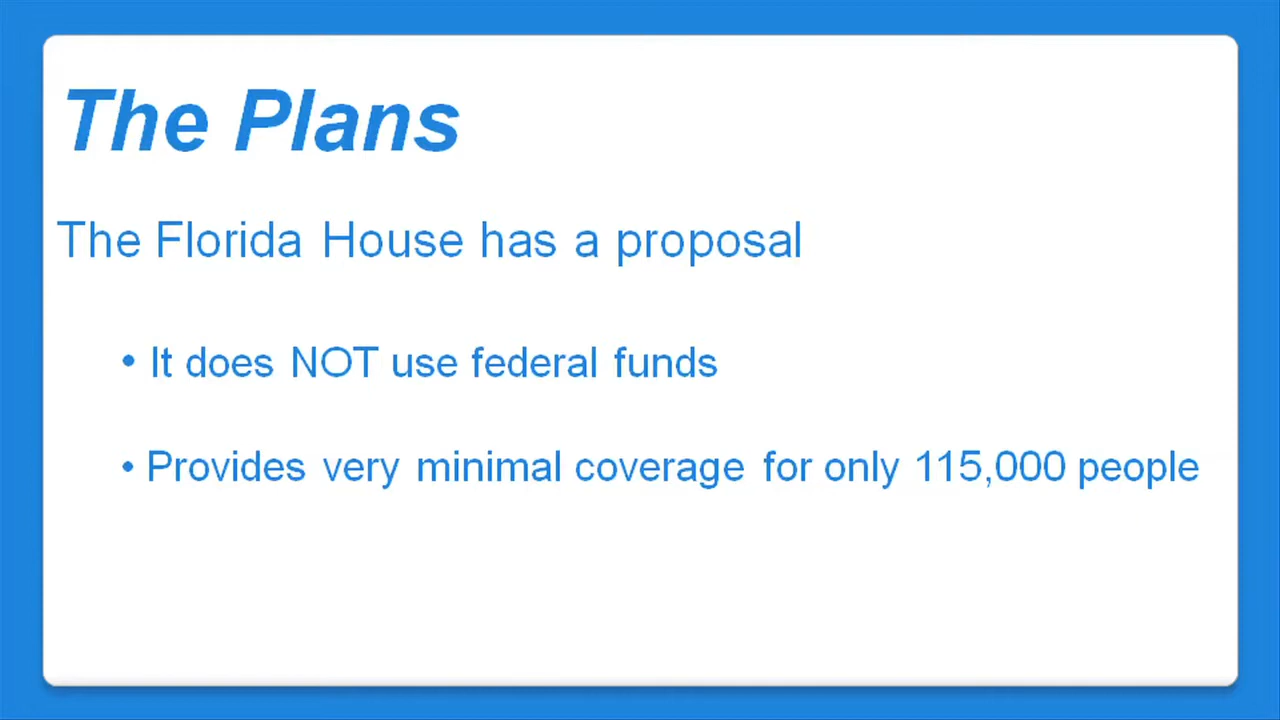 The Plans
The Florida House has a proposal
• It does NOT use federal funds
• Provides very minimal coverage for only 115,000 people